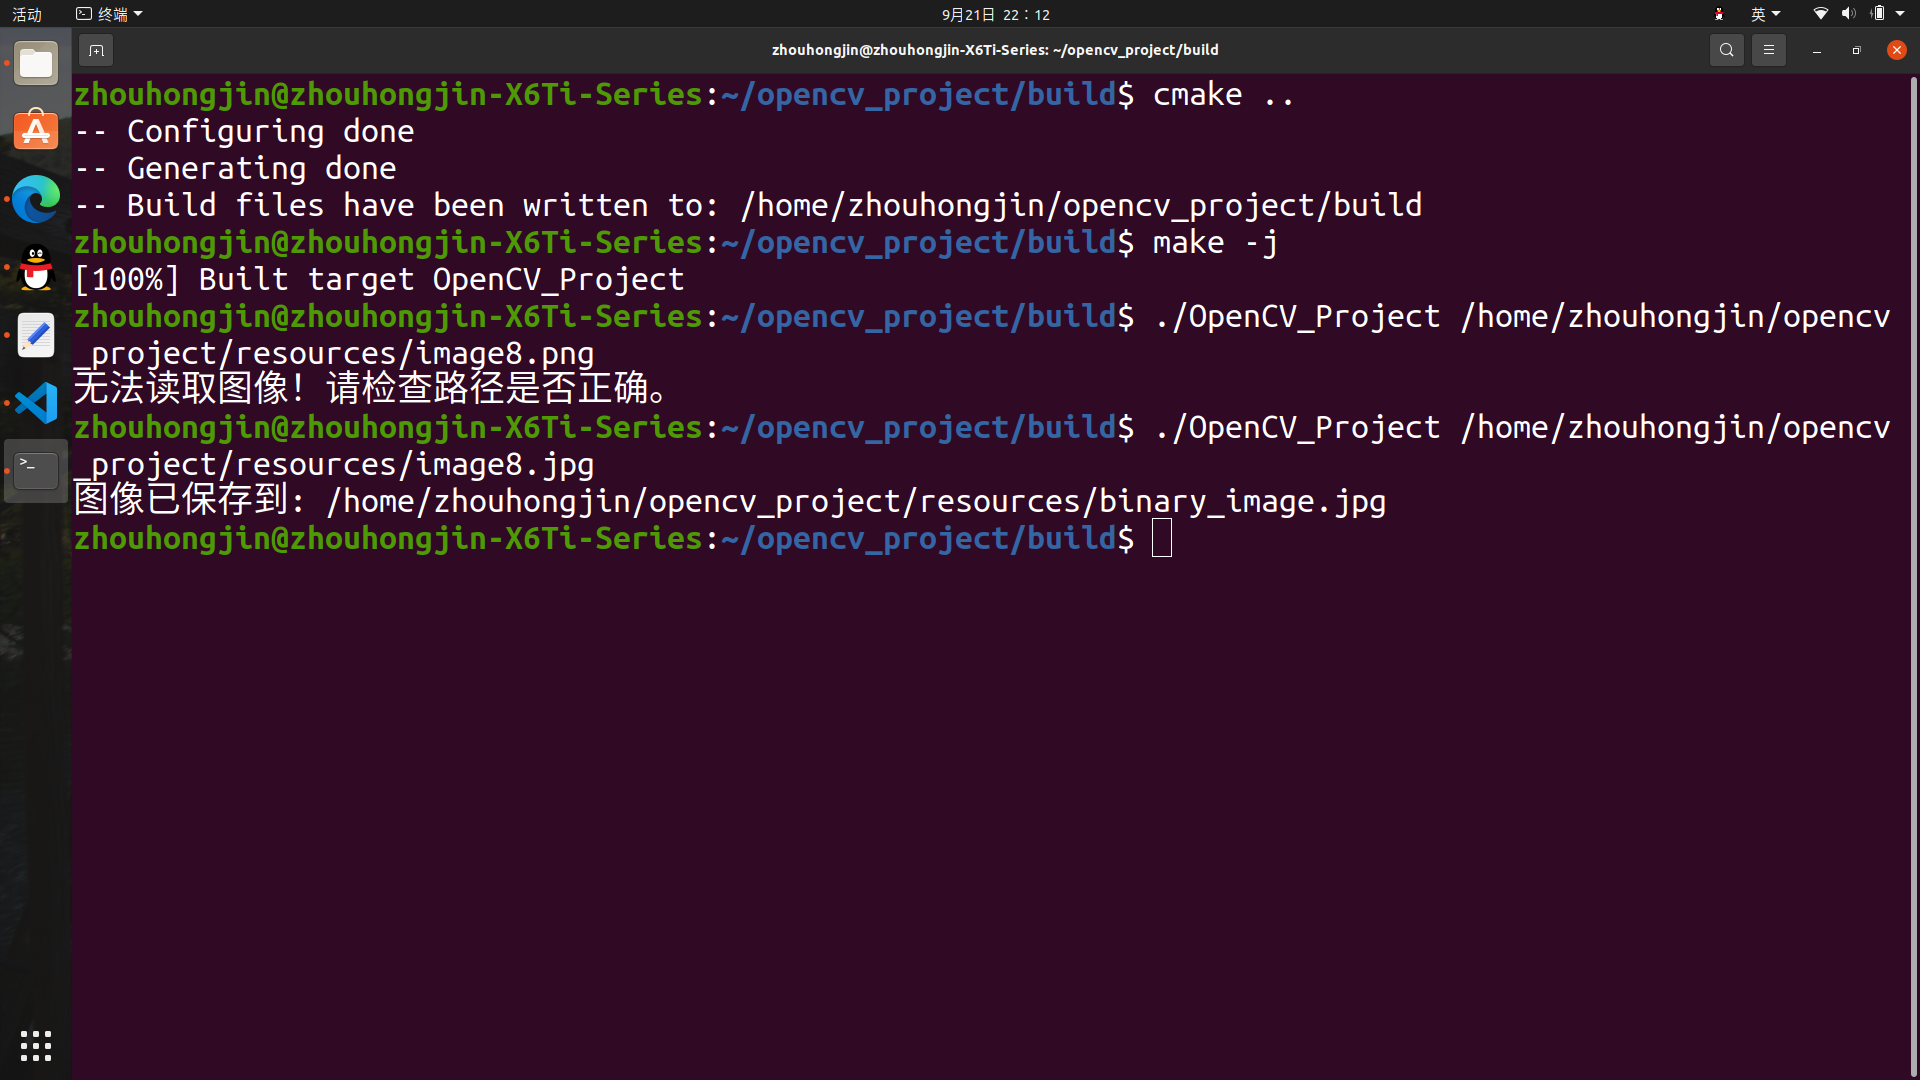 活动 终端 9月21日 22：12 英
zhouhongjin@zhouhongjin-X6Ti-Series: ~/opencv_project/build
zhouhongjin@zhouhongjin-X6Ti-Series:~/opencv_project/build$ cmake ..
-- Configuring done
-- Generating done
-- Build files have been written to: /home/zhouhongjin/opencv_project/build
zhouhongjin@zhouhongjin-X6Ti-Series:~/opencv_project/build$ make -j
[100%] Built target OpenCV_Project
zhouhongjin@zhouhongjin-X6Ti-Series:~/opencv_project/build$ ./OpenCV_Project /home/zhouhongjin/opencv
_project/resources/image8.png
无法读取图像！请检查路径是否正确。
zhouhongjin@zhouhongjin-X6Ti-Series:~/opencv_project/build$ ./OpenCV_Project /home/zhouhongjin/opencv
_project/resources/image8.jpg
图像已保存到: /home/zhouhongjin/opencv_project/resources/binary_image.jpg
zhouhongjin@zhouhongjin-X6Ti-Series:~/opencv_project/build$